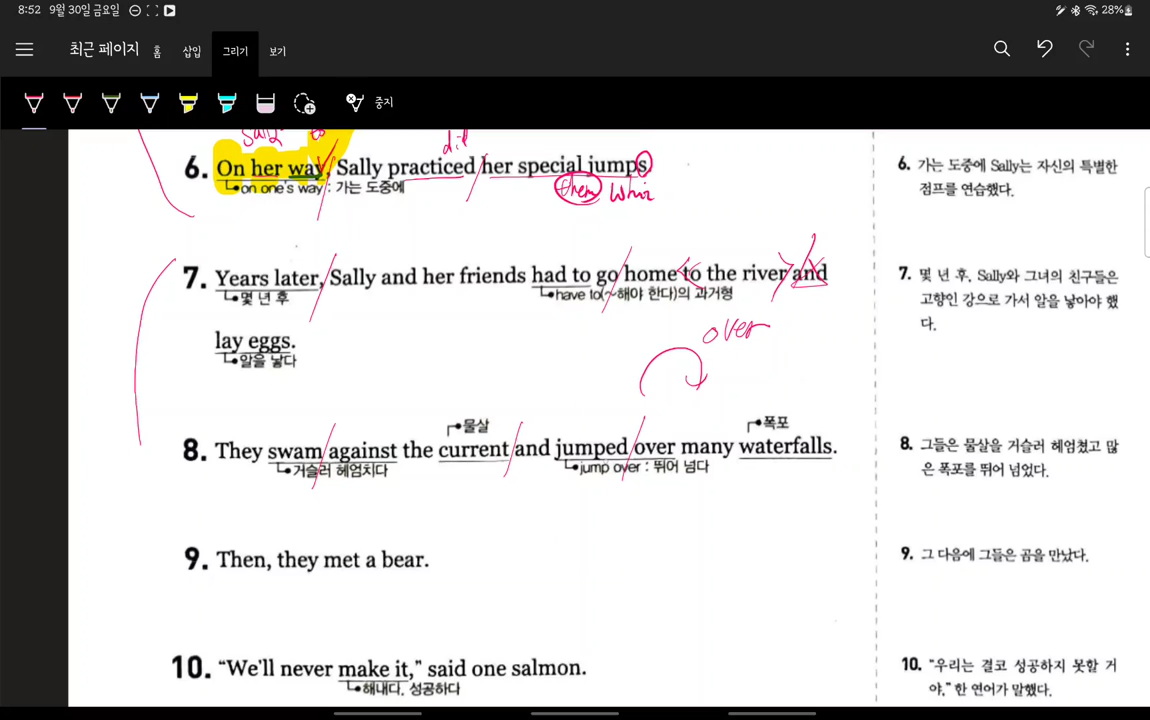 8:52 9월 30일 금요일 28%
최근 페이지 홈 삽입 그리기 보기
중지
to
6. On her way, Sally practiced her special jumps.
on one's way : 가는 도중에
them
6. 가는 도중에 Sally는 자신의 특별한
점프를 연습했다.
7. Years later, Sally and her friends had to go home to the river and
몇 년 후
have to(~해야 한다)의 과거형
lay eggs.
알을 낳다
over
7. 몇 년 후, Sally와 그녀의 친구들은
고향인 강으로 가서 알을 낳아야 했
다.
물살
폭포
8. They swam against the current and jumped over many waterfalls.
거슬러 헤엄치다
jump over : 뛰어 넘다
8. 그들은 물살을 거슬러 헤엄쳤고 많
은 폭포를 뛰어 넘었다.
9. Then, they met a bear.
9. 그 다음에 그들은 곰을 만났다.
10. “We'll never make it,” said one salmon.
해내다, 성공하다
10. “우리는 결코 성공하지 못할 거
야,” 한 연어가 말했다.